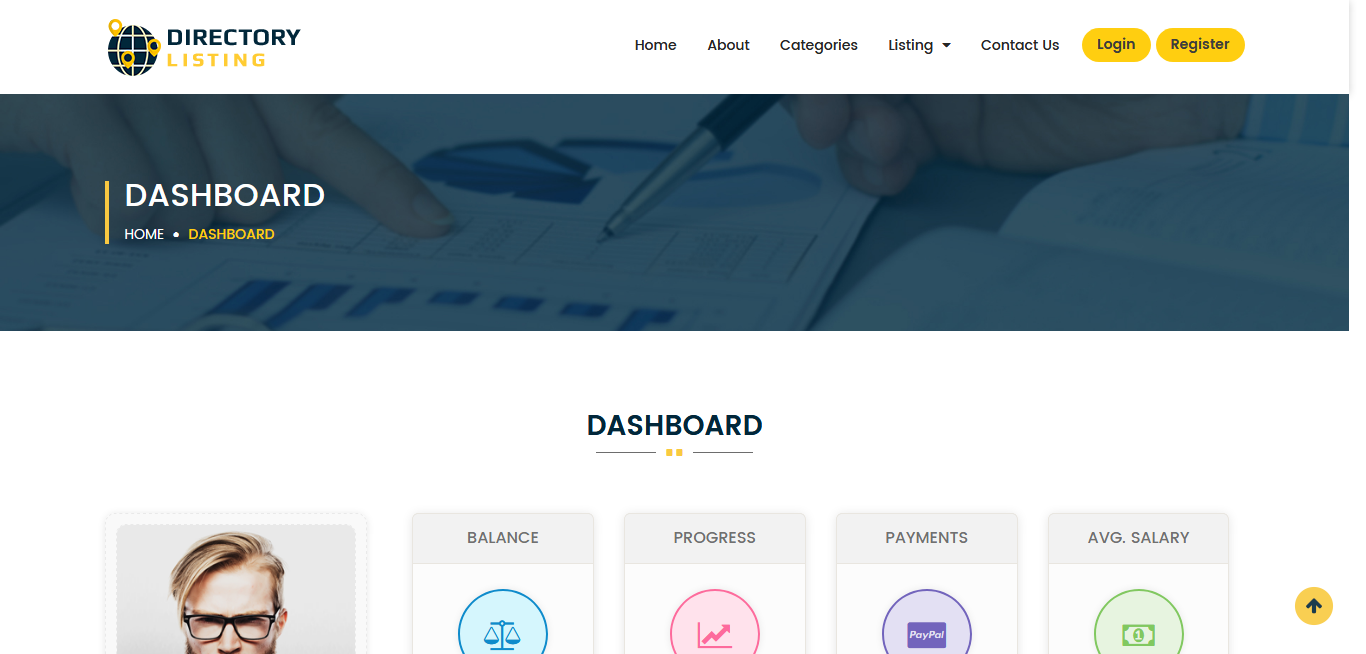 DIRECTORY
LISTING
Home About Categories Listing Contact Us Login Register
DASHBOARD
HOME • DASHBOARD
DASHBOARD
BALANCE PROGRESS PAYMENTS AVG. SALARY
PayPal 1